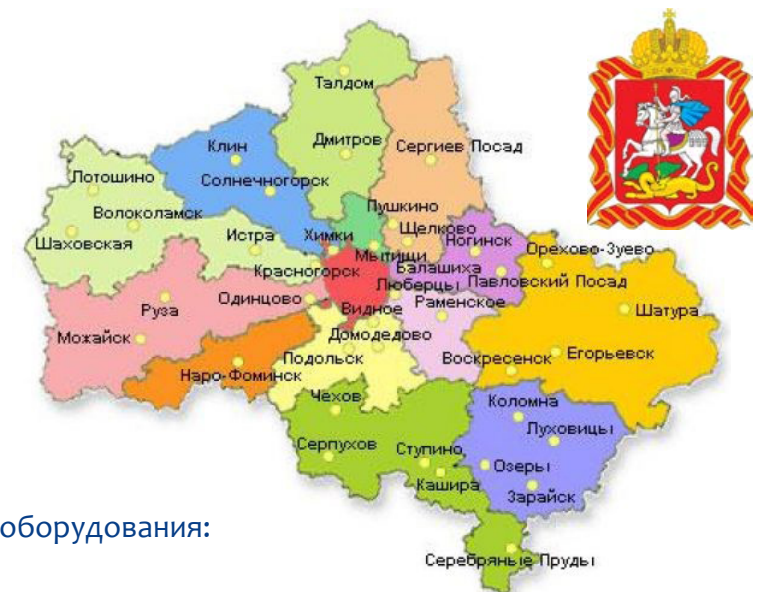 Талдом
Клин
Дмитров
Сергиев Посад
Лотошино
Солнечногорск
Волоколамск
Пушкино
Щелково
Шаховская
Истра
Химки
Ногинск
Орехово-Зуево
Мытищи
Красногорск
Балашиха
Люберцы
Павловский Посад
Руза
Одинцово
Видное
Раменское
Шатура
Можайск
Домодедово
Подольск
Воскресенск
Егорьевск
Наро-Фоминск
Чехов
Коломна
Луховицы
Серпухов
Ступино
Озеры
Кашира
Зарайск
оборудования:
Серебряные Пруды